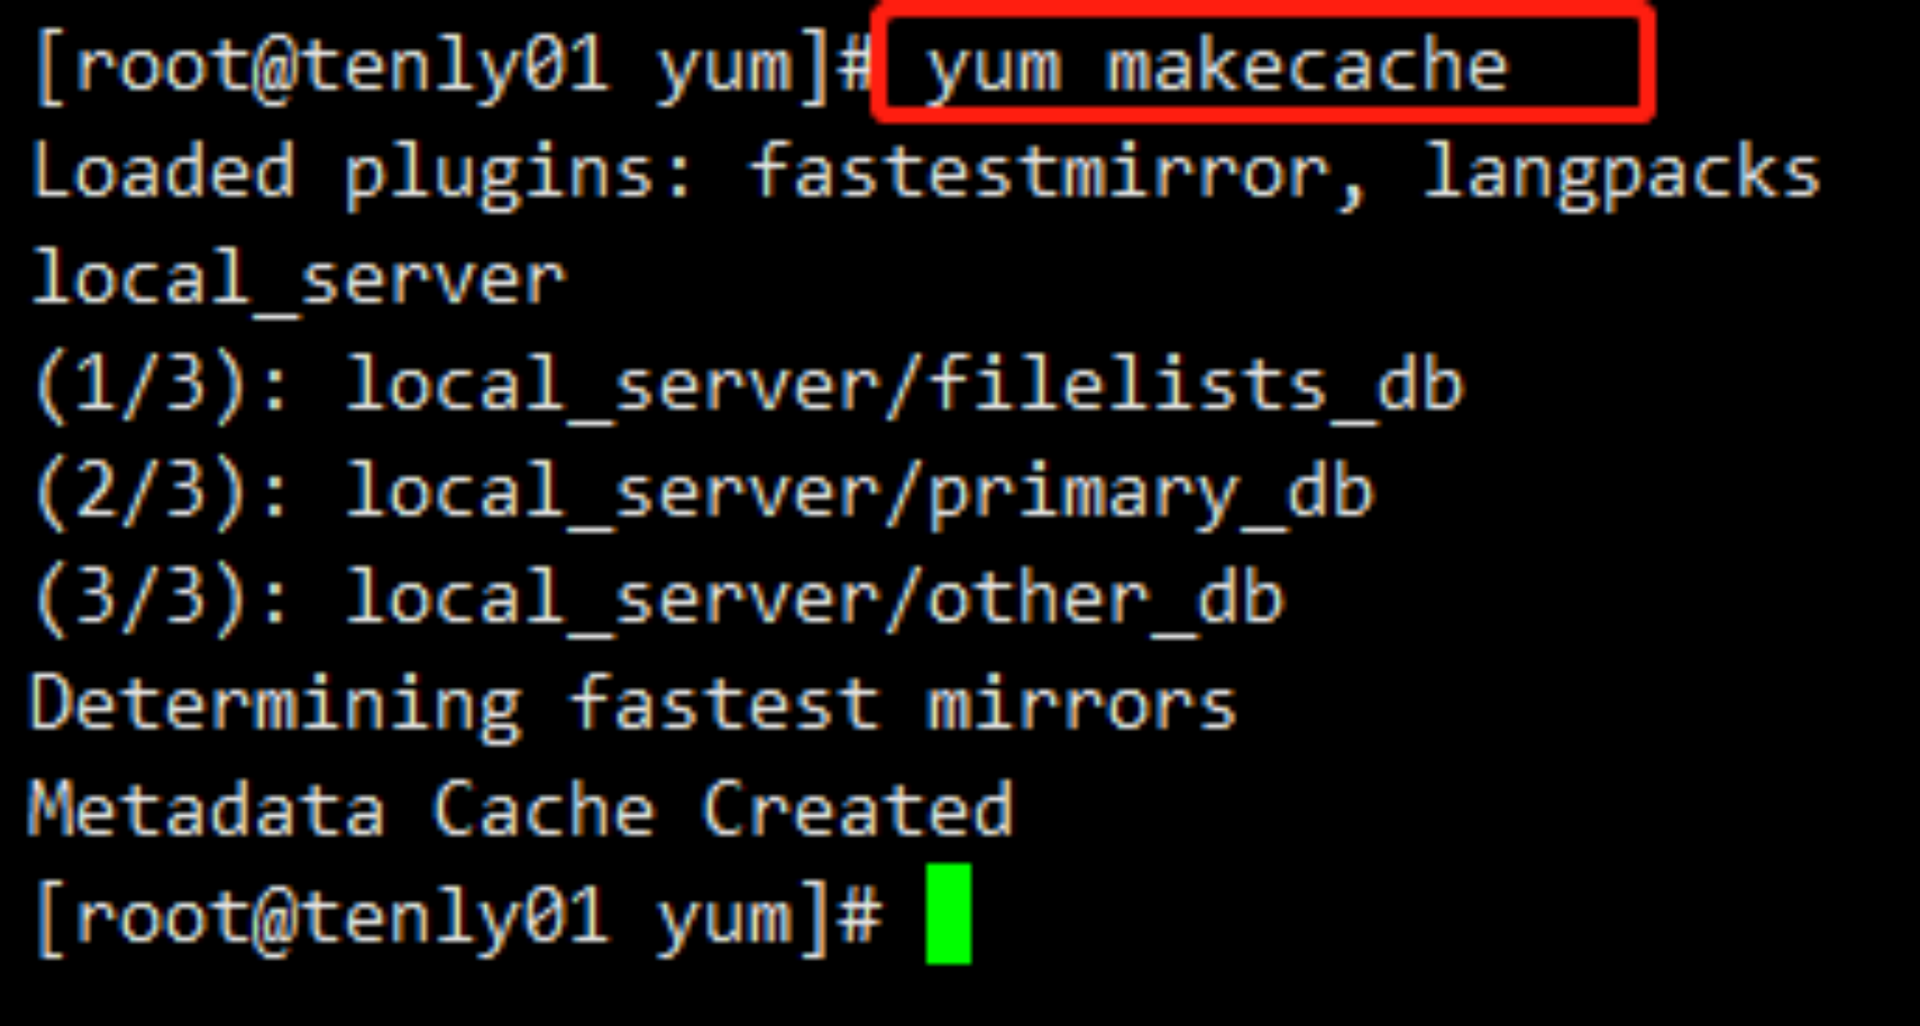 [root@tenly01 yum]# yum makecache
Loaded plugins: fastestmirror, langpacks
local_server
(1/3): local_server/filelists_db
(2/3): local_server/primary_db
(3/3): local_server/other_db
Determining fastest mirrors
Metadata Cache Created
[root@tenly01 yum]#